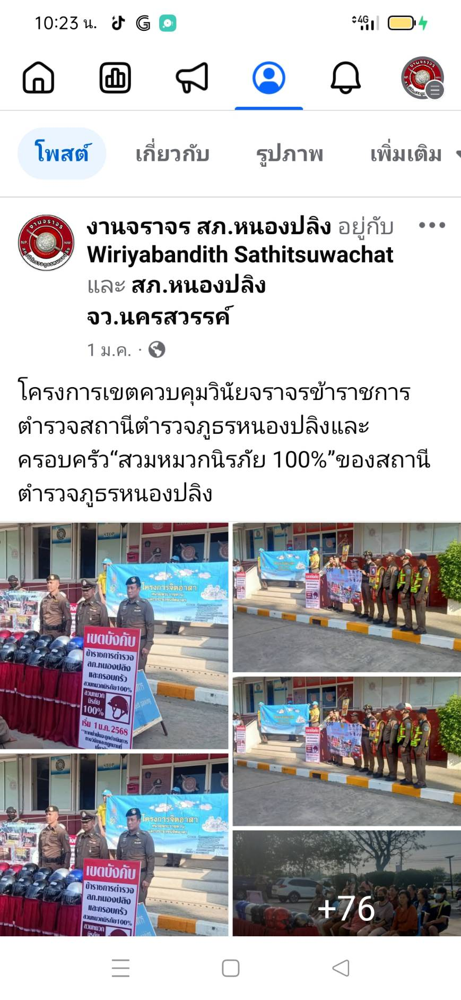 10:23 น.
4G
โพสต์
เกี่ยวกับ
รูปภาพ
เพิ่มเติม
งานจราจร สภ.หนองปลิง อยู่กับ
Wiriyabandith Sathitsuwachat
และ สภ.หนองปลิง
จว.นครสวรรค์
1 ม.ค. ·
โครงการเขตควบคุมวินัยจราจรข้าราชการ
ตำรวจสถานีตำรวจภูธรหนองปลิงและ
ครอบครัว“สวมหมวกนิรภัย 100%”ของสถานี
ตำรวจภูธรหนองปลิง
STOP
โครงการจิตอาสา
เขตบังคับ
ข้าราชการตำรวจ
สภ.หนองปลิง
และครอบครัว
สวมหมวกนิรภัย100%
สวมหมวก
นิรภัย
100%
เริ่ม 1 ม.ค. 2568
STOP
โครงการจิตอาสา
เขตบังคับ
ข้าราชการตำรวจ
สภ.หนองปลิง
และครอบครัว
สวมหมวกนิรภัย100%
สวมหมวก
นิรภัย
+76